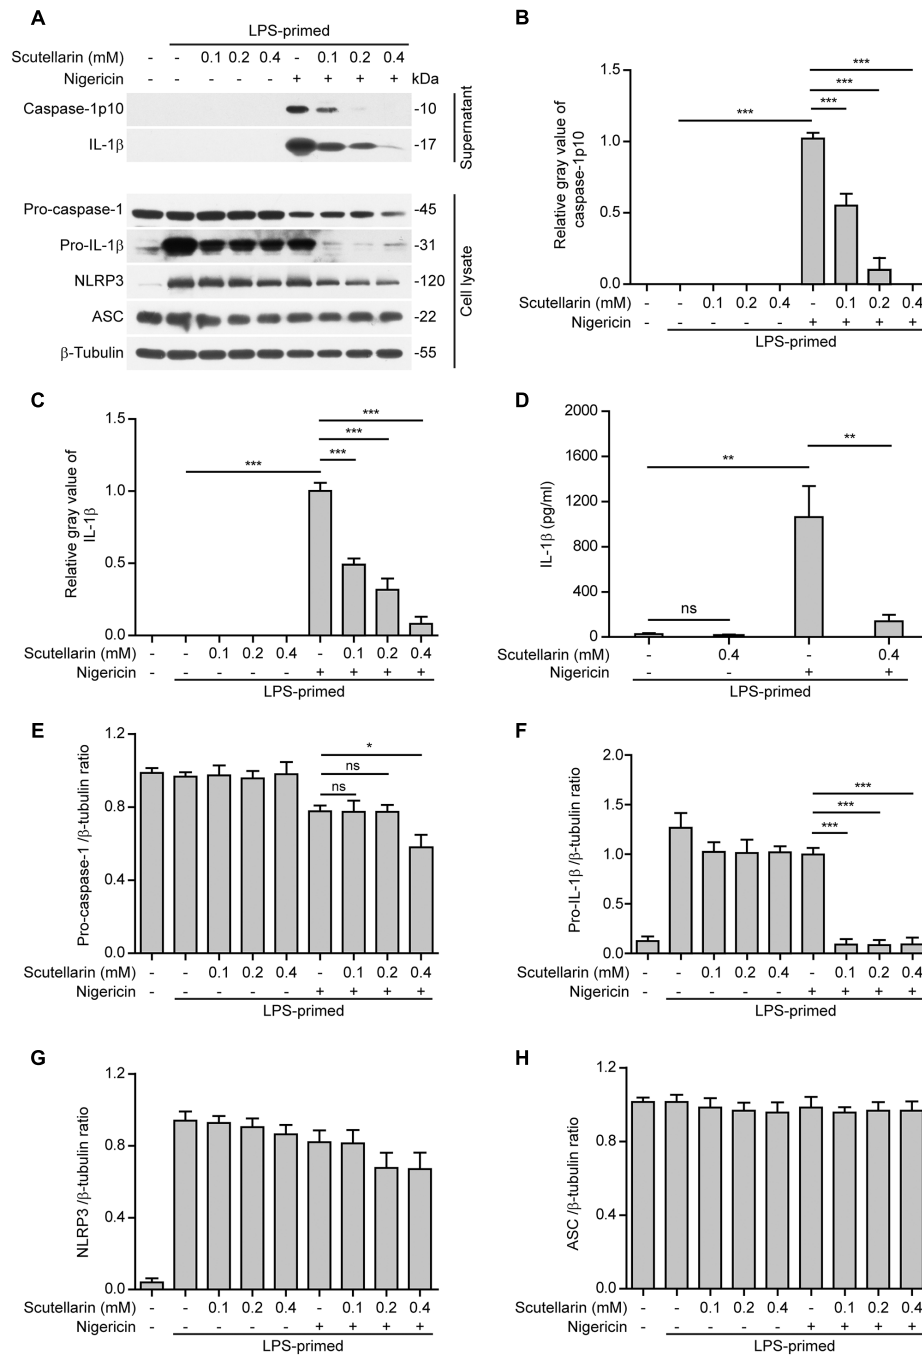 A
LPS-primed
Scutellarin (mM) - - 0.1 0.2 0.4 - 0.1 0.2 0.4
Nigericin - - - - - + + + + kDa
Caspase-1p10 -10
IL-1β -17
Supernatant
Pro-caspase-1 -45
Pro-IL-1β -31
NLRP3 -120
ASC -22
β-Tubulin -55
Cell lysate
B
Relative gray value of
caspase-1p10
1.5
1.0
0.5
0.0
***
***
***
***
Scutellarin (mM) - - 0.1 0.2 0.4 - 0.1 0.2 0.4
Nigericin - - - - - + + + +
LPS-primed
C
Relative gray value of
IL-1β
1.5
1.0
0.5
0.0
***
***
***
***
Scutellarin (mM) - - 0.1 0.2 0.4 - 0.1 0.2 0.4
Nigericin - - - - - + + + +
LPS-primed
D
IL-1β (pg/ml)
2000
1600
1200
800
400
0
**
**
ns
Scutellarin (mM) - 0.4 - 0.4
Nigericin - - + +
LPS-primed
E
Pro-caspase-1 /β-tubulin ratio
1.2
0.8
0.4
0.0
*
ns
ns
Scutellarin (mM) - - 0.1 0.2 0.4 - 0.1 0.2 0.4
Nigericin - - - - - + + + +
LPS-primed
F
Pro-IL-1β /β-tubulin ratio
2.0
1.5
1.0
0.5
0.0
***
***
***
Scutellarin (mM) - - 0.1 0.2 0.4 - 0.1 0.2 0.4
Nigericin - - - - - + + + +
LPS-primed
G
NLRP3 /β-tubulin ratio
1.2
0.8
0.4
0.0
Scutellarin (mM) - - 0.1 0.2 0.4 - 0.1 0.2 0.4
Nigericin - - - - - + + + +
LPS-primed
H
ASC /β-tubulin ratio
1.2
0.8
0.4
0.0
Scutellarin (mM) - - 0.1 0.2 0.4 - 0.1 0.2 0.4
Nigericin - - - - - + + + +
LPS-primed